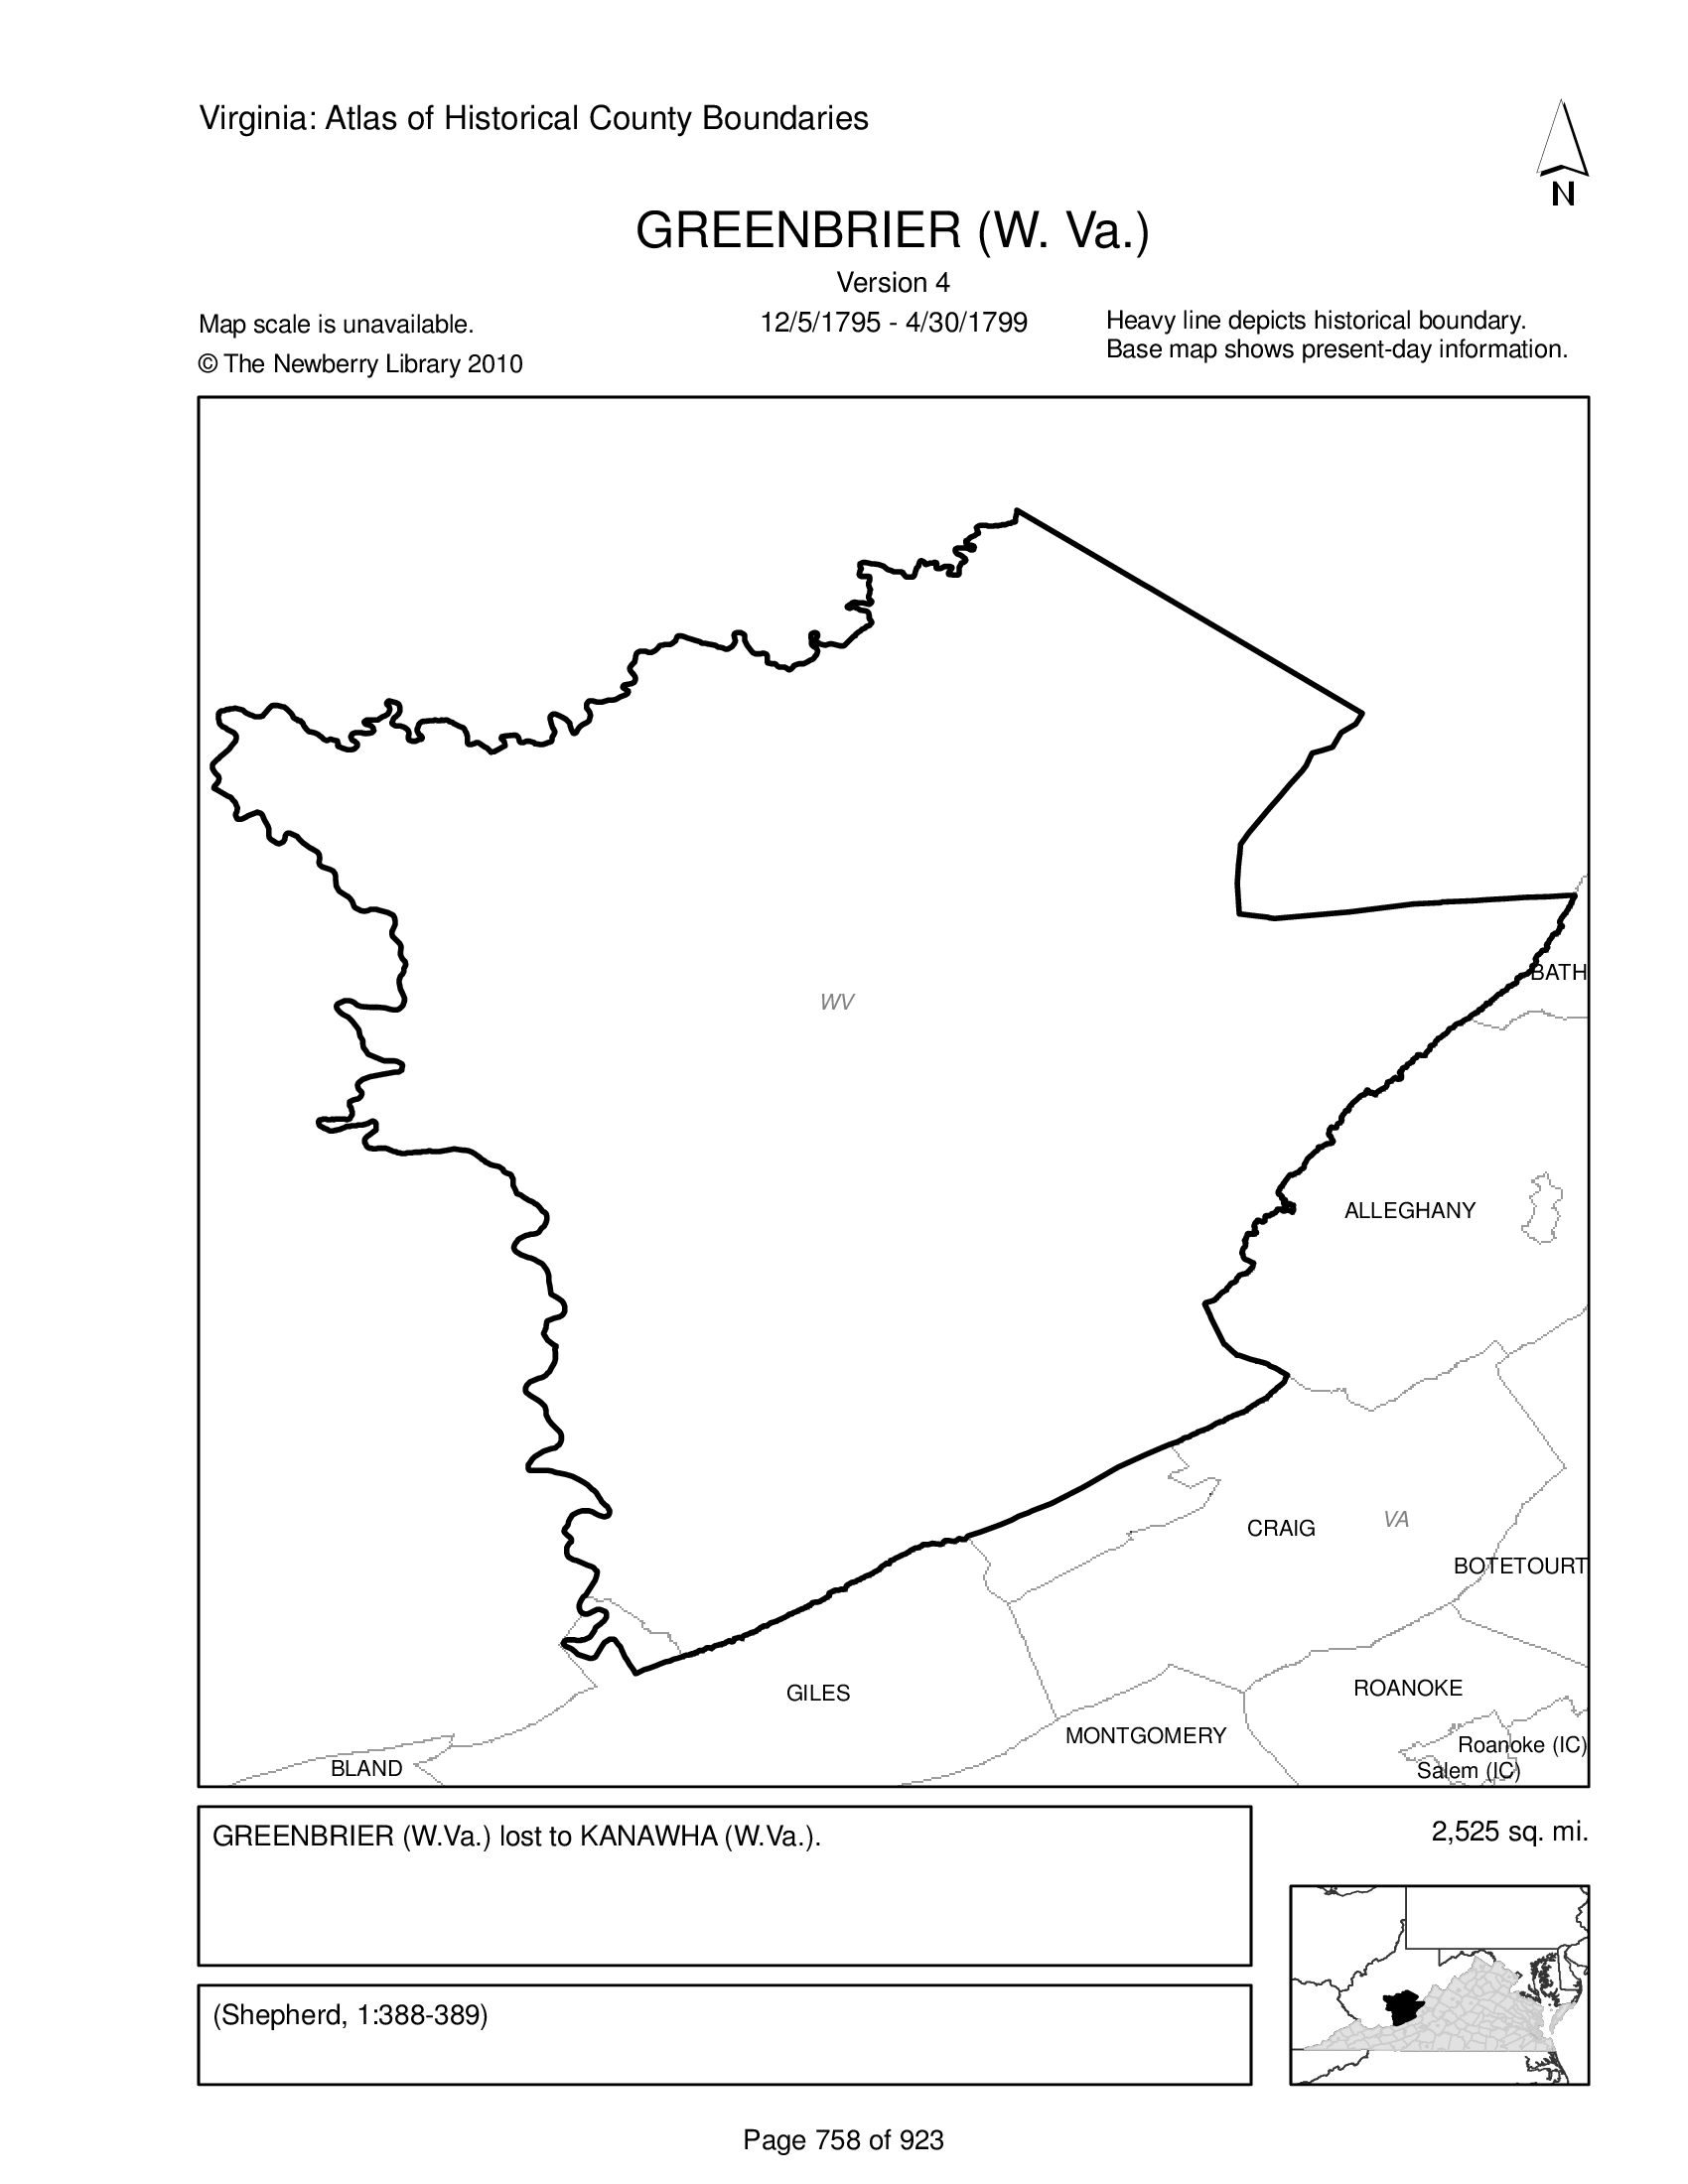 Virginia: Atlas of Historical County Boundaries
N
GREENBRIER (W. Va.)
Version 4
12/5/1795 - 4/30/1799
Map scale is unavailable.
© The Newberry Library 2010
Heavy line depicts historical boundary.
Base map shows present-day information.
BATH
WV
ALLEGHANY
VA
CRAIG
BOTETOURT
GILES
ROANOKE
MONTGOMERY
Roanoke (IC)
BLAND
Salem (IC)
GREENBRIER (W.Va.) lost to KANAWHA (W.Va.).
2,525 sq. mi.
(Shepherd, 1:388-389)
Page 758 of 923